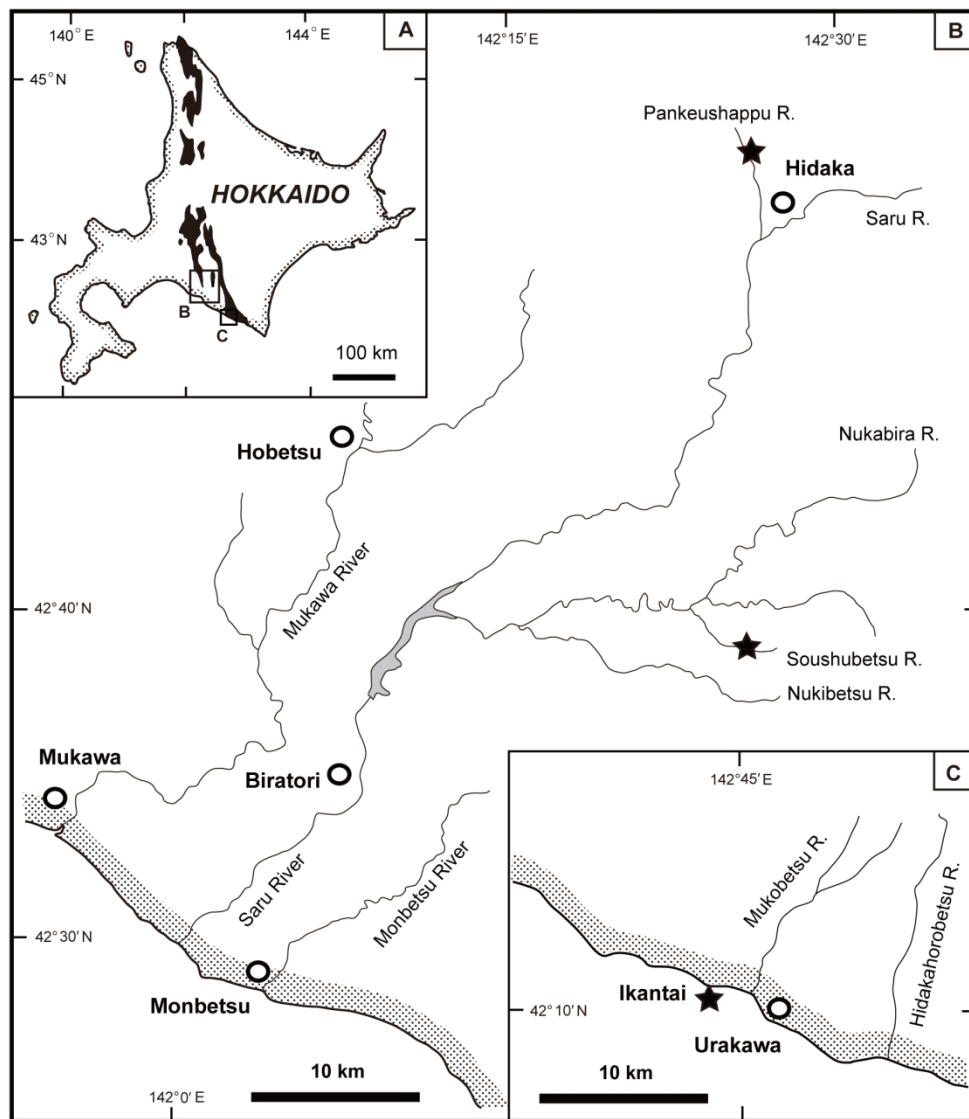 140° E
144° E
A
45° N
HOKKAIDO
43° N
B
C
100 km
142° 15' E
142° 30' E
B
Pankeushappu R.
Hidaka
Saru R.
Hobetsu
Nukabira R.
Mukawa River
42° 40' N
Soushubetsu R.
Nukibetsu R.
Mukawa
Biratori
Saru River
Monbetsu River
42° 30' N
Monbetsu
142° 0' E
10 km
142° 45' E
C
Mukobetsu R.
Hidakahorobetsu R.
Ikantai
42° 10' N
Urakawa
10 km